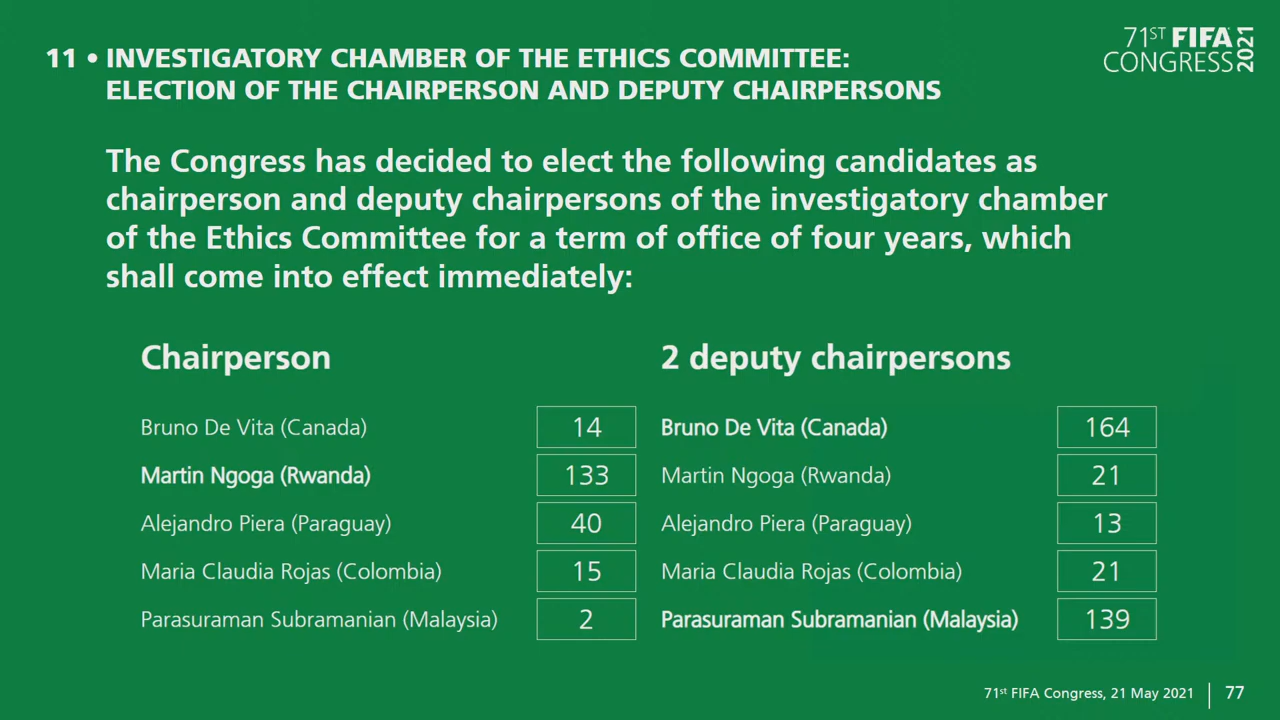 11 • INVESTIGATORY CHAMBER OF THE ETHICS COMMITTEE:
ELECTION OF THE CHAIRPERSON AND DEPUTY CHAIRPERSONS
71ST FIFA
CONGRESS 2021
The Congress has decided to elect the following candidates as
chairperson and deputy chairpersons of the investigatory chamber
of the Ethics Committee for a term of office of four years, which
shall come into effect immediately:
Chairperson
Bruno De Vita (Canada) 14
Martin Ngoga (Rwanda) 133
Alejandro Piera (Paraguay) 40
Maria Claudia Rojas (Colombia) 15
Parasuraman Subramanian (Malaysia) 2
2 deputy chairpersons
Bruno De Vita (Canada) 164
Martin Ngoga (Rwanda) 21
Alejandro Piera (Paraguay) 13
Maria Claudia Rojas (Colombia) 21
Parasuraman Subramanian (Malaysia) 139
71st FIFA Congress, 21 May 2021 | 77